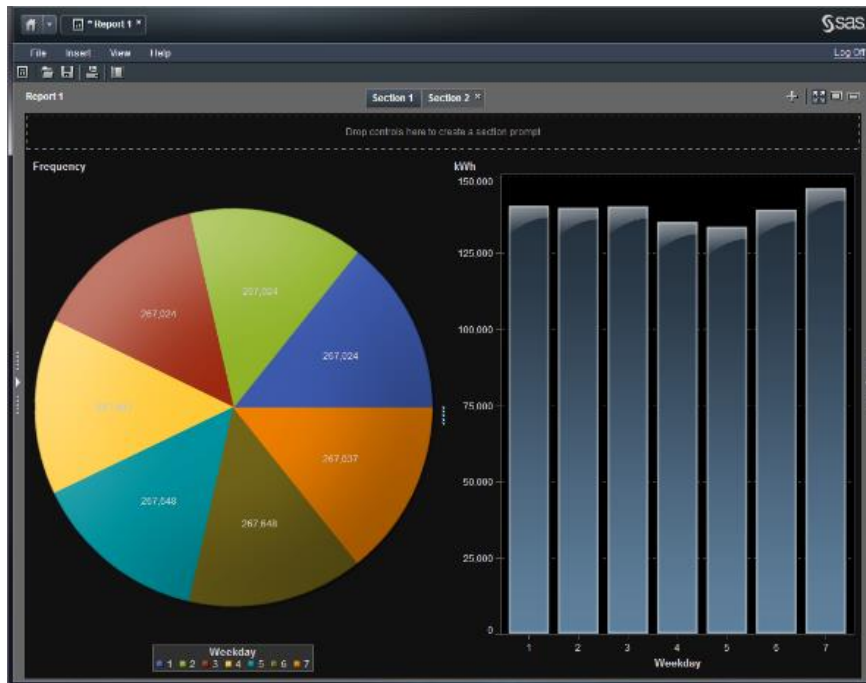 * Report 1 *
sas
File Insert View Help
Log Off
Report 1
Section 1 Section 2 ×
Drop controls here to create a section prompt
Frequency
kWh
267,024
267,024
267,024
267,648
267,648
267,037
150,000
125,000
100,000
75,000
50,000
25,000
0
1 2 3 4 5 6 7
Weekday
Weekday
1 2 3 4 5 6 7